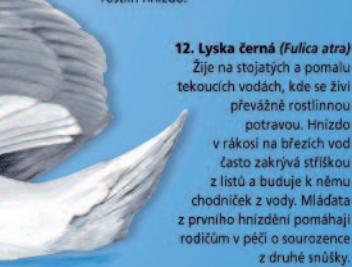 rostlin hnízdo.
12. Lyska černá (Fulica atra)
Žije na stojatých a pomalu
tekoucích vodách, kde se živí
převážně rostlinnou
potravou. Hnízdo
v rákosí na březích vod
často zakrývá stříškou
z listů a buduje k němu
chodníček z vody. Mláďata
z prvního hnízdění pomáhají
rodičům v péči o sourozence
z druhé snůšky.